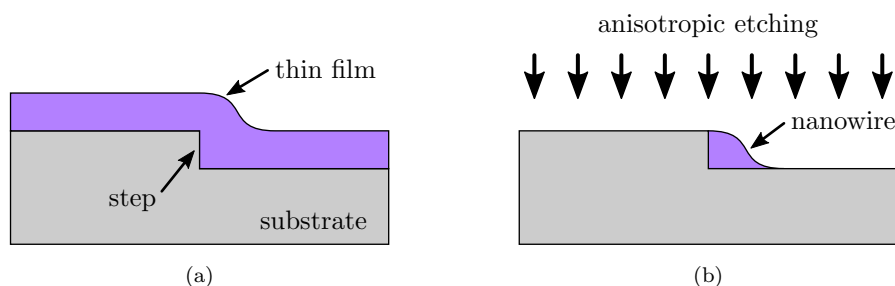 thin film
step
substrate
(a)
anisotropic etching
nanowire
(b)